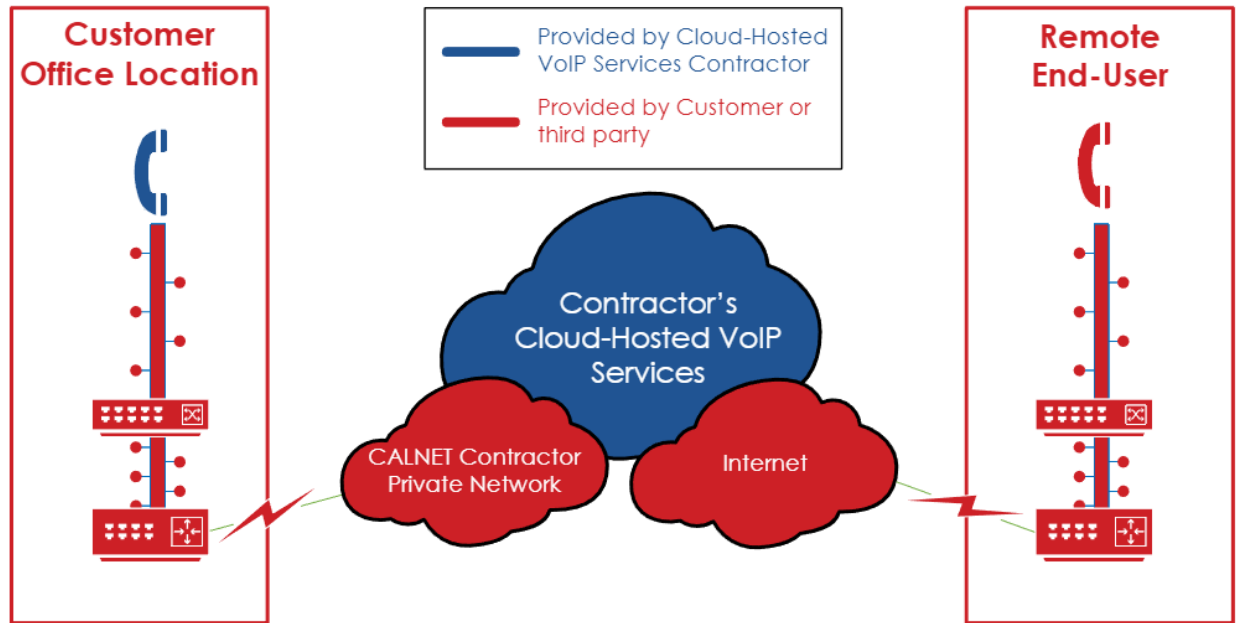 Customer
Office Location
Provided by Cloud-Hosted
VoIP Services Contractor
Provided by Customer or
third party
Remote
End-User
Contractor's
Cloud-Hosted VoIP
Services
CALNET Contractor
Private Network
Internet